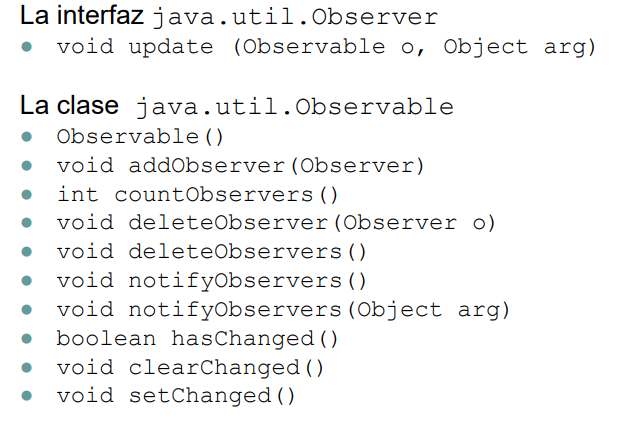 La interfaz java.util.Observer
● void update (Observable o, Object arg)
La clase java.util.Observable
● Observable()
● void addObserver(Observer)
● int countObservers()
● void deleteObserver(Observer o)
● void deleteObservers()
● void notifyObservers()
● void notifyObservers(Object arg)
● boolean hasChanged()
● void clearChanged()
● void setChanged()